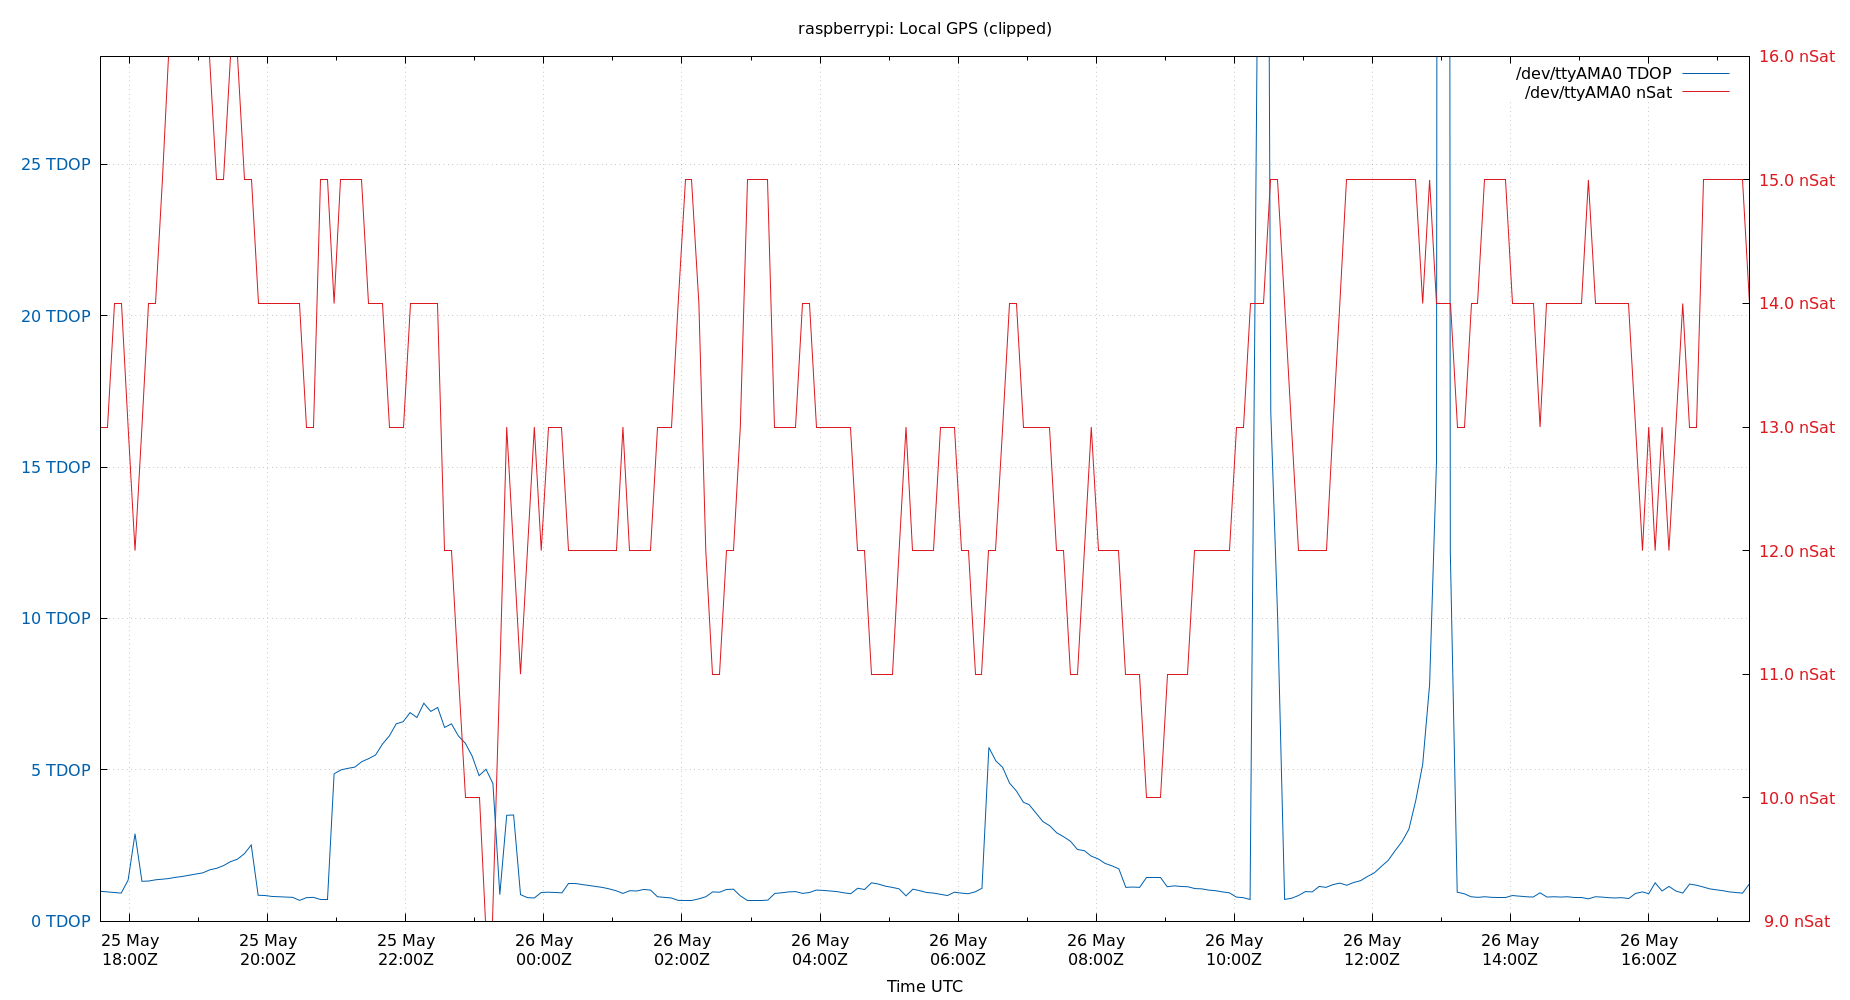 raspberrypi: Local GPS (clipped)
/dev/ttyAMA0 TDOP
/dev/ttyAMA0 nSat
25 TDOP
20 TDOP
15 TDOP
10 TDOP
5 TDOP
0 TDOP
16.0 nSat
15.0 nSat
14.0 nSat
13.0 nSat
12.0 nSat
11.0 nSat
10.0 nSat
9.0 nSat
25 May 25 May 25 May 26 May 26 May 26 May 26 May 26 May 26 May 26 May 26 May 26 May
18:00Z 20:00Z 22:00Z 00:00Z 02:00Z 04:00Z 06:00Z 08:00Z 10:00Z 12:00Z 14:00Z 16:00Z
Time UTC